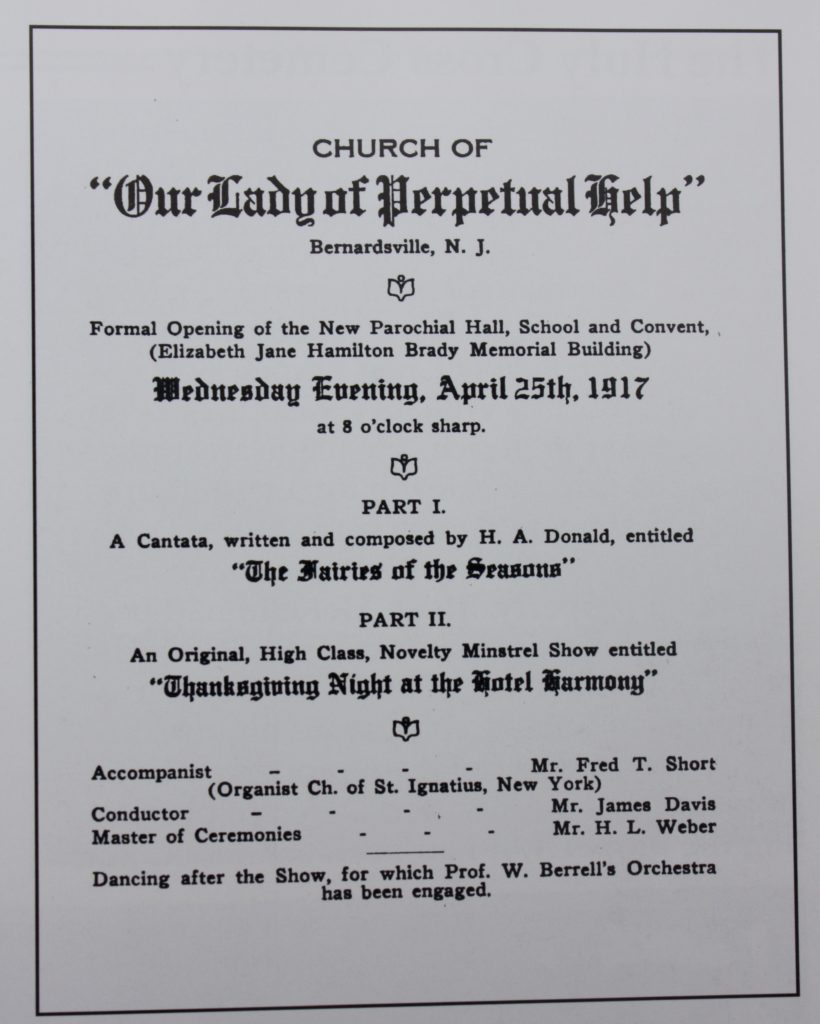 The Holy Cross Cemetery
CHURCH OF
"Our Lady of Perpetual Help"
Bernardsville, N. J.
Formal Opening of the New Parochial Hall, School and Convent,
(Elizabeth Jane Hamilton Brady Memorial Building)
Wednesday Evening, April 25th, 1917
at 8 o'clock sharp.
PART I.
A Cantata, written and composed by H. A. Donald, entitled
"The Fairies of the Seasons"
PART II.
An Original, High Class, Novelty Minstrel Show entitled
"Thanksgiving Night at the Hotel Harmony"
Accompanist - - - - Mr. Fred T. Short
(Organist Ch. of St. Ignatius, New York)
Conductor - - - - Mr. James Davis
Master of Ceremonies - - - Mr. H. L. Weber
Dancing after the Show, for which Prof. W. Berrell's Orchestra
has been engaged.